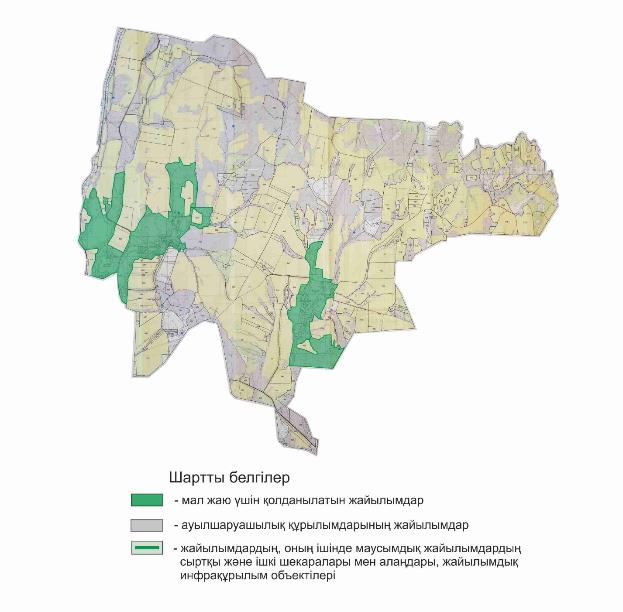 Шартты белгілер
- мал жаю үшін қолданылатын жайылымдар
- ауылшаруашылық құрылымдарының жайылымдар
- жайылымдардың, оның ішінде маусымдық жайылымдардың
сыртқы және ішкі шекаралары мен алаңдары, жайылымдық
инфрақұрылым объектілері